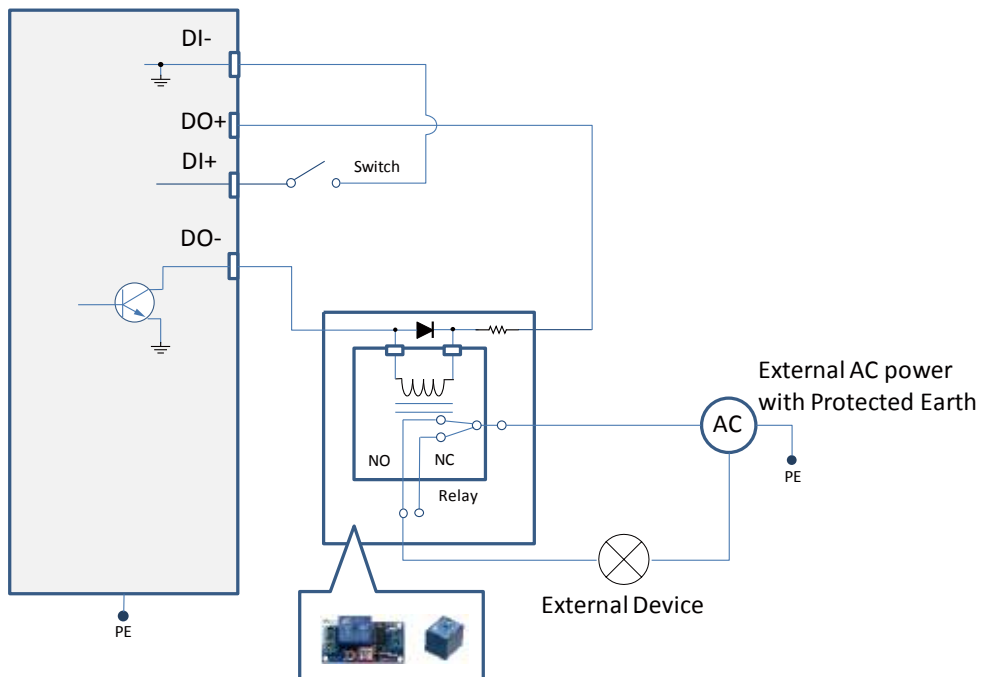 DI-
DO+
DI+
Switch
DO-
External AC power
with Protected Earth
AC
NO
NC
PE
Relay
External Device
PE